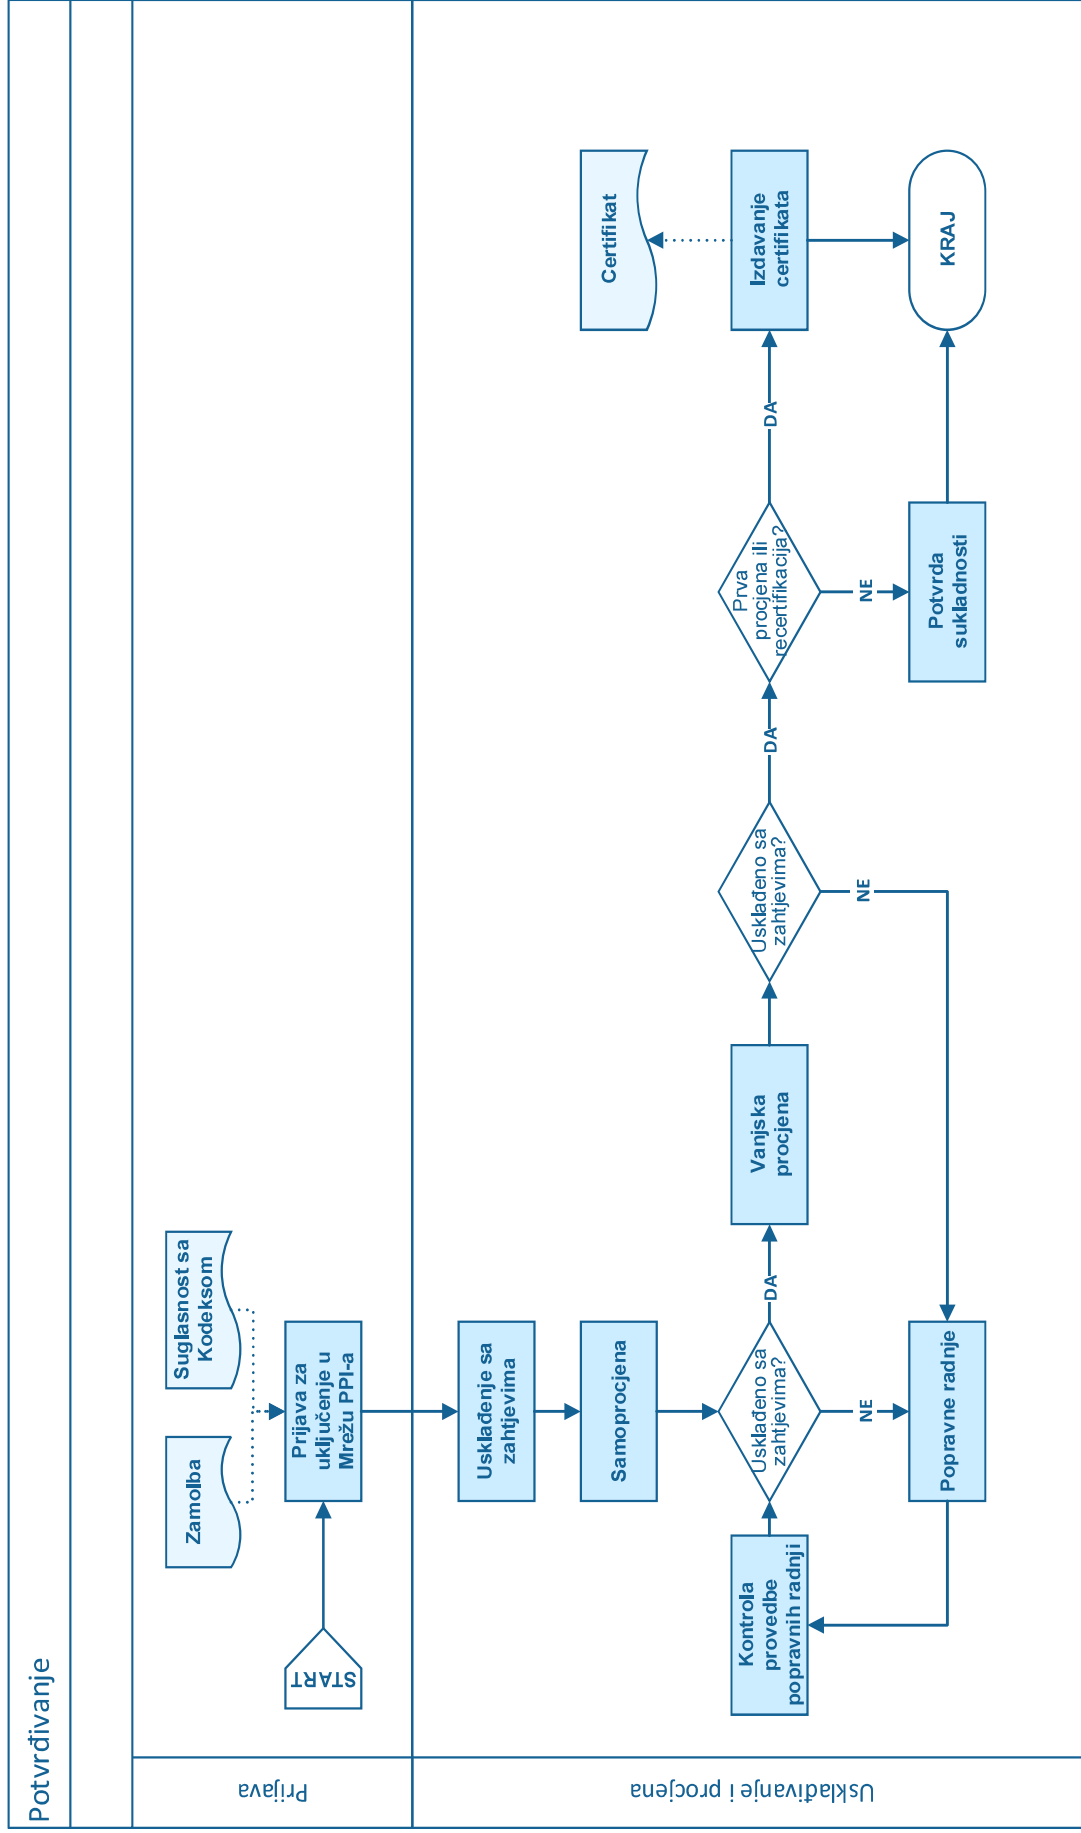 Potvrđivanje
Prijava
START
Zamolba
Suglasnost sa
Kodeksom
Prijava za
uključenje u
Mrežu PPI-a
Usklađivanje i procjena
Usklađenje sa
zahtjevima
Samoprocjena
Kontrola
provedbe
popravnih radnji
Usklađeno sa
zahtjevima?
DA
NE
Popravne radnje
Vanjska
procjena
Usklađeno sa
zahtjevima?
DA
NE
Prva
procjena ili
recertifikacija?
DA
NE
Potvrda
sukladnosti
Izdavanje
certifikata
Certifikat
KRAJ